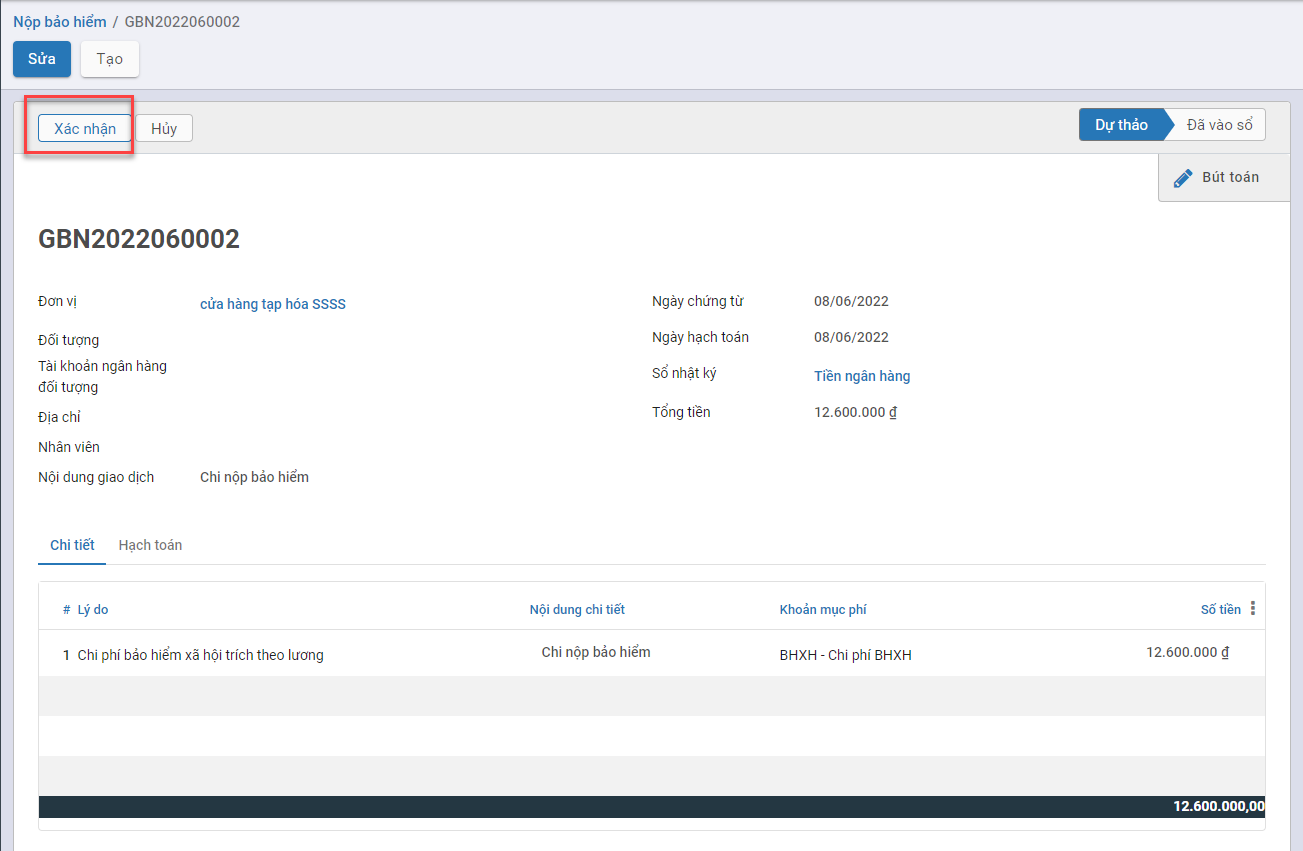 Nộp bảo hiểm / GBN2022060002
Sửa Tạo
Xác nhận Hủy Dự thảo Đã vào sổ
Bút toán
GBN2022060002
Đơn vị cửa hàng tạp hóa SSSS Ngày chứng từ 08/06/2022
Đối tượng Ngày hạch toán 08/06/2022
Tài khoản ngân hàng
đối tượng Sổ nhật ký Tiền ngân hàng
Địa chỉ Tổng tiền 12.600.000 ₫
Nhân viên
Nội dung giao dịch Chi nộp bảo hiểm
Chi tiết Hạch toán
# Lý do Nội dung chi tiết Khoản mục phí Số tiền
1 Chi phí bảo hiểm xã hội trích theo lương Chi nộp bảo hiểm BHXH - Chi phí BHXH 12.600.000 ₫
12.600.000,00